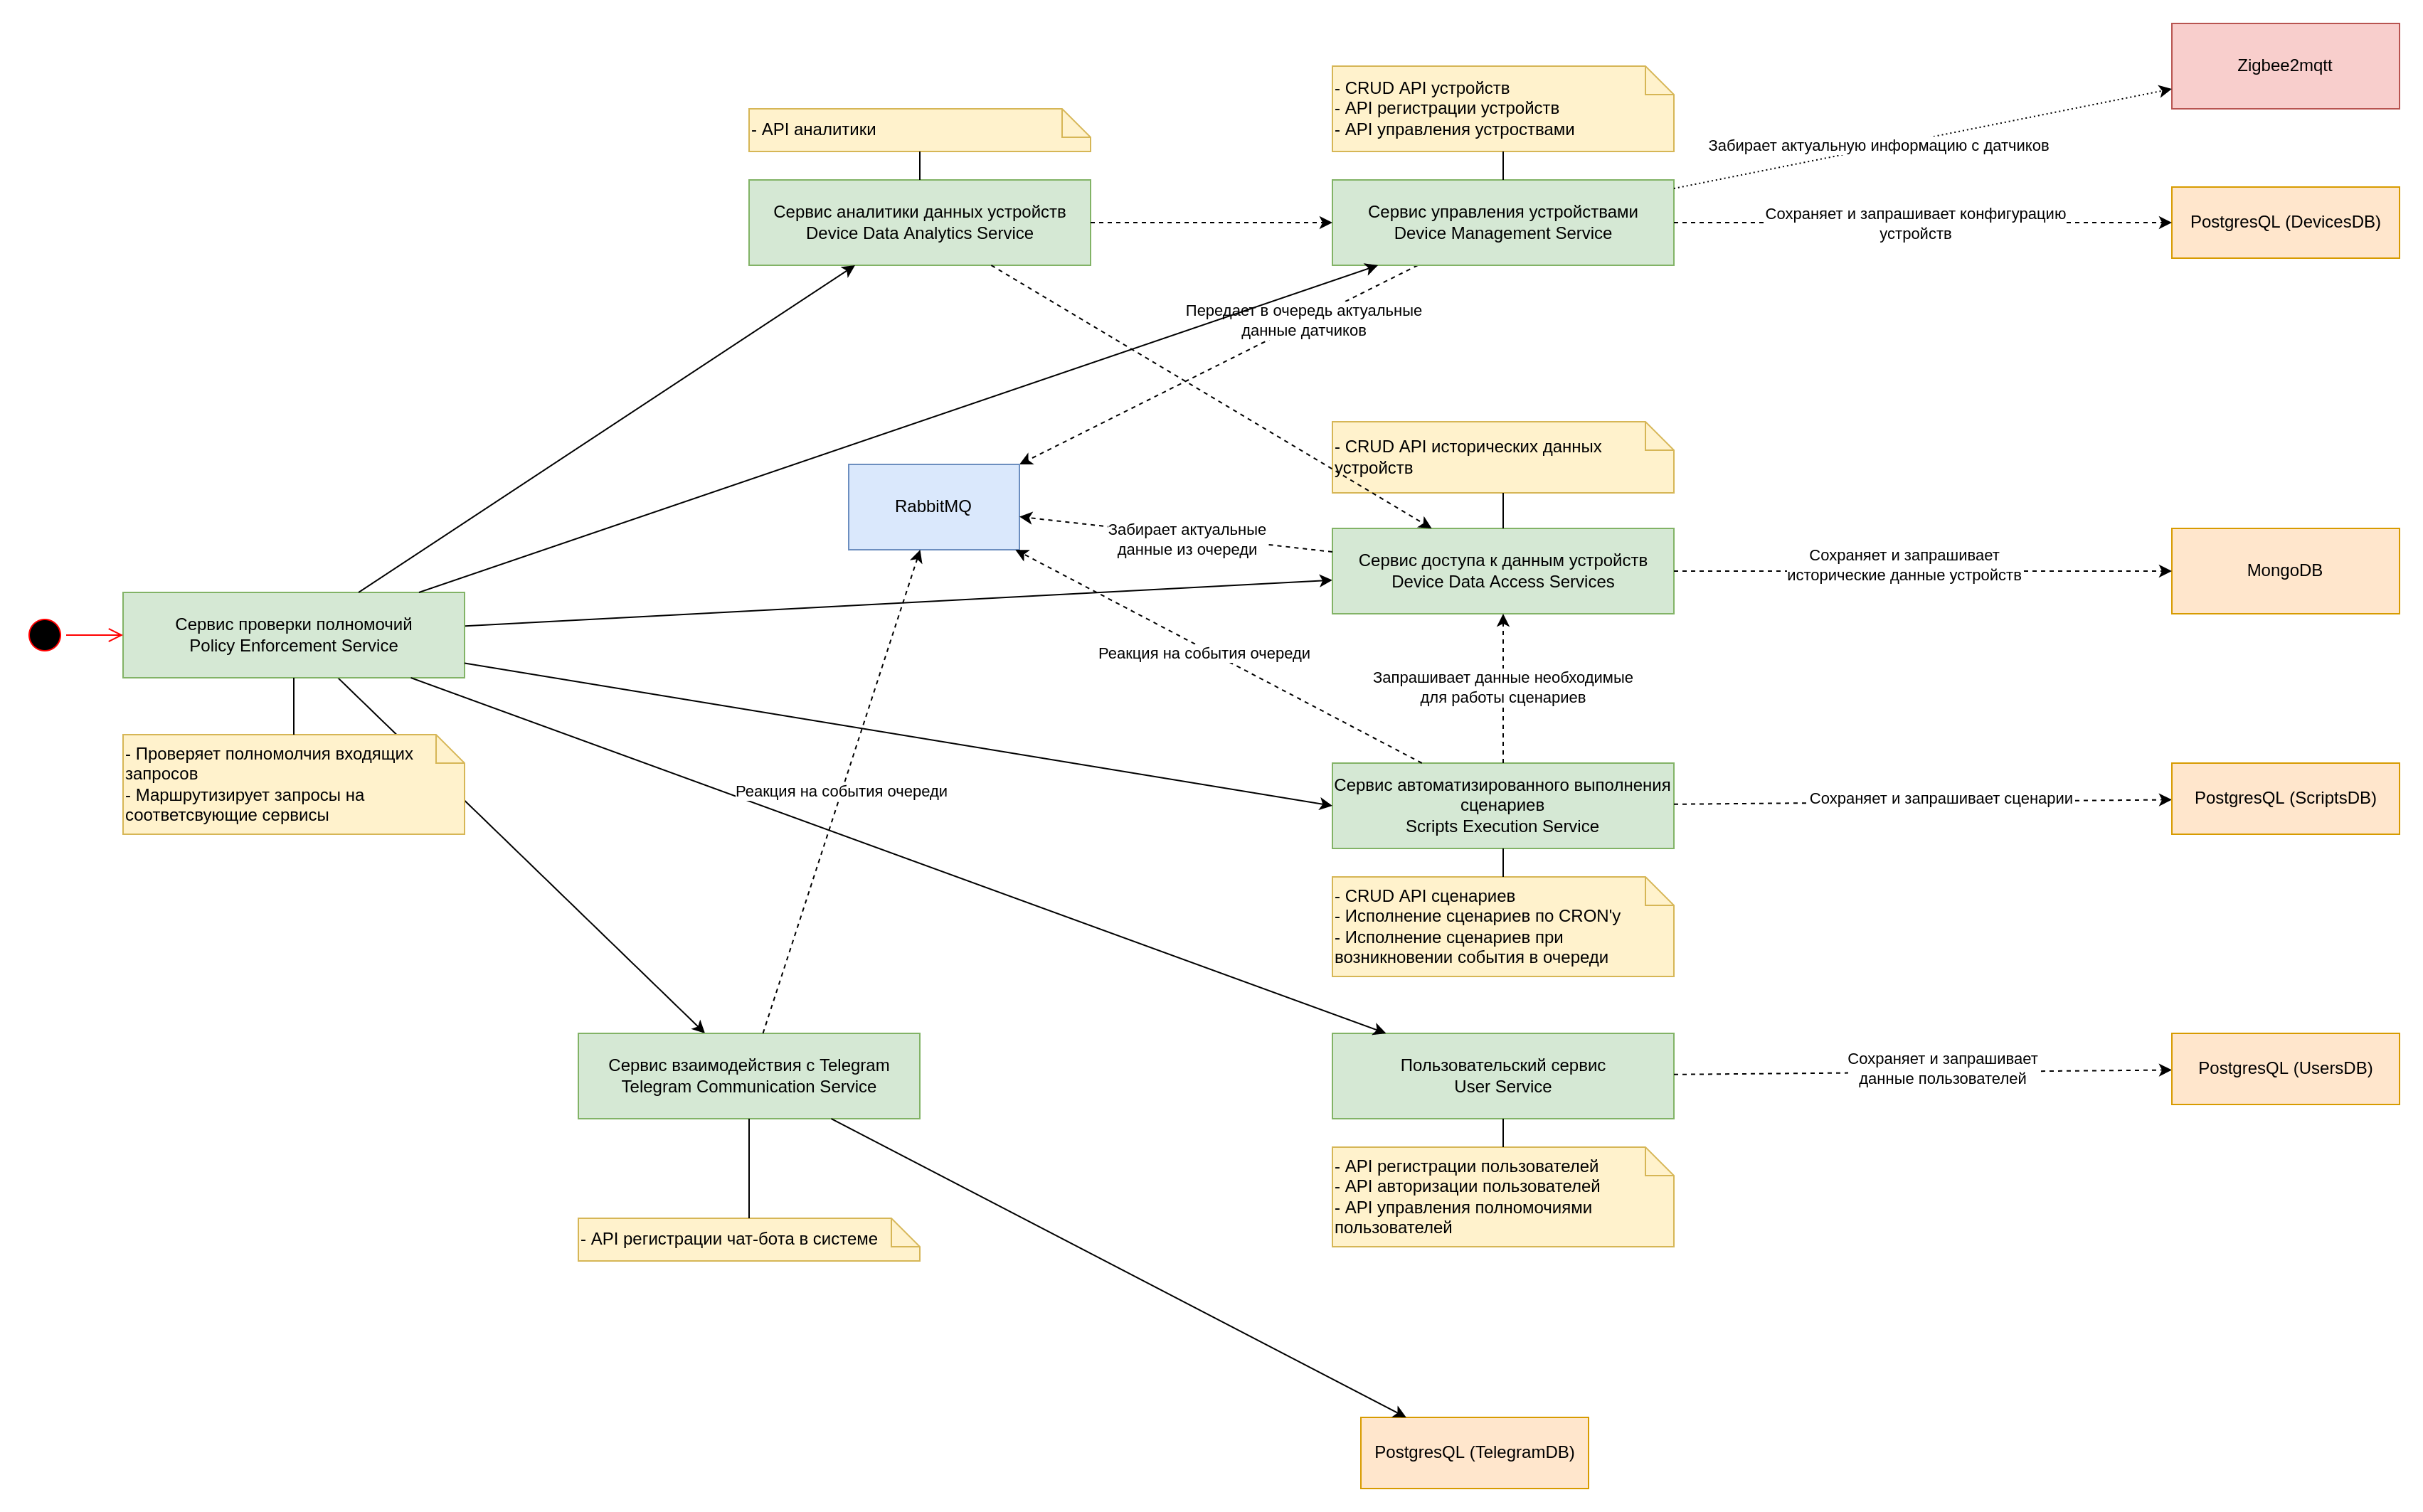 Zigbee2mqtt
- CRUD API устройств
- API регистрации устройств
- API управления устроствами
- API аналитики
Забирает актуальную информацию с датчиков
Сервис аналитики данных устройств
Device Data Analytics Service
Сервис управления устройствами
Device Management Service
Сохраняет и запрашивает конфигурацию
устройств
PostgresQL (DevicesDB)
Передает в очередь актуальные
данные датчиков
- CRUD API исторических данных
устройств
RabbitMQ
Забирает актуальные
данные из очереди
Сервис доступа к данным устройств
Device Data Access Services
Сохраняет и запрашивает
исторические данные устройств
MongoDB
Сервис проверки полномочий
Policy Enforcement Service
Реакция на события очереди
Запрашивает данные необходимые
для работы сценариев
- Проверяет полномолчия входящих
запросов
- Маршрутизирует запросы на
соответсвующие сервисы
Реакция на события очереди
Сервис автоматизированного выполнения
сценариев
Scripts Execution Service
Сохраняет и запрашивает сценарии
PostgresQL (ScriptsDB)
- CRUD API сценариев
- Исполнение сценариев по CRON'у
- Исполнение сценариев при
возникновении события в очереди
Сервис взаимодействия с Telegram
Telegram Communication Service
Пользовательский сервис
User Service
Сохраняет и запрашивает
данные пользователей
PostgresQL (UsersDB)
- API регистрации пользователей
- API авторизации пользователей
- API управления полномочиями
пользователей
- API регистрации чат-бота в системе
PostgresQL (TelegramDB)